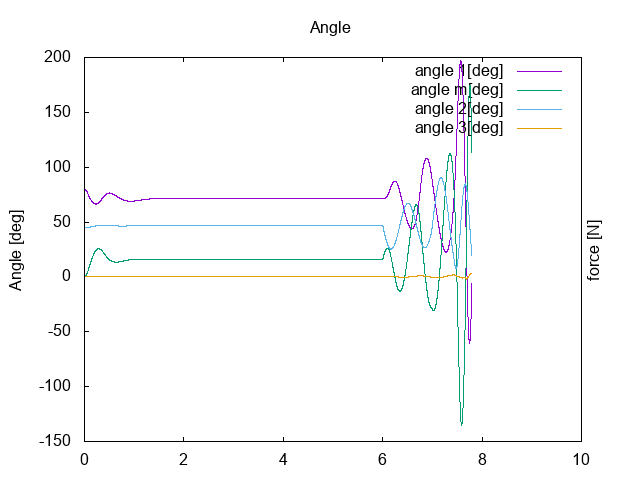 Angle
200
150
100
50
0
-50
-100
-150
0 2 4 6 8 10
Angle [deg]
force [N]
angle 1[deg]
angle m[deg]
angle 2[deg]
angle 3[deg]